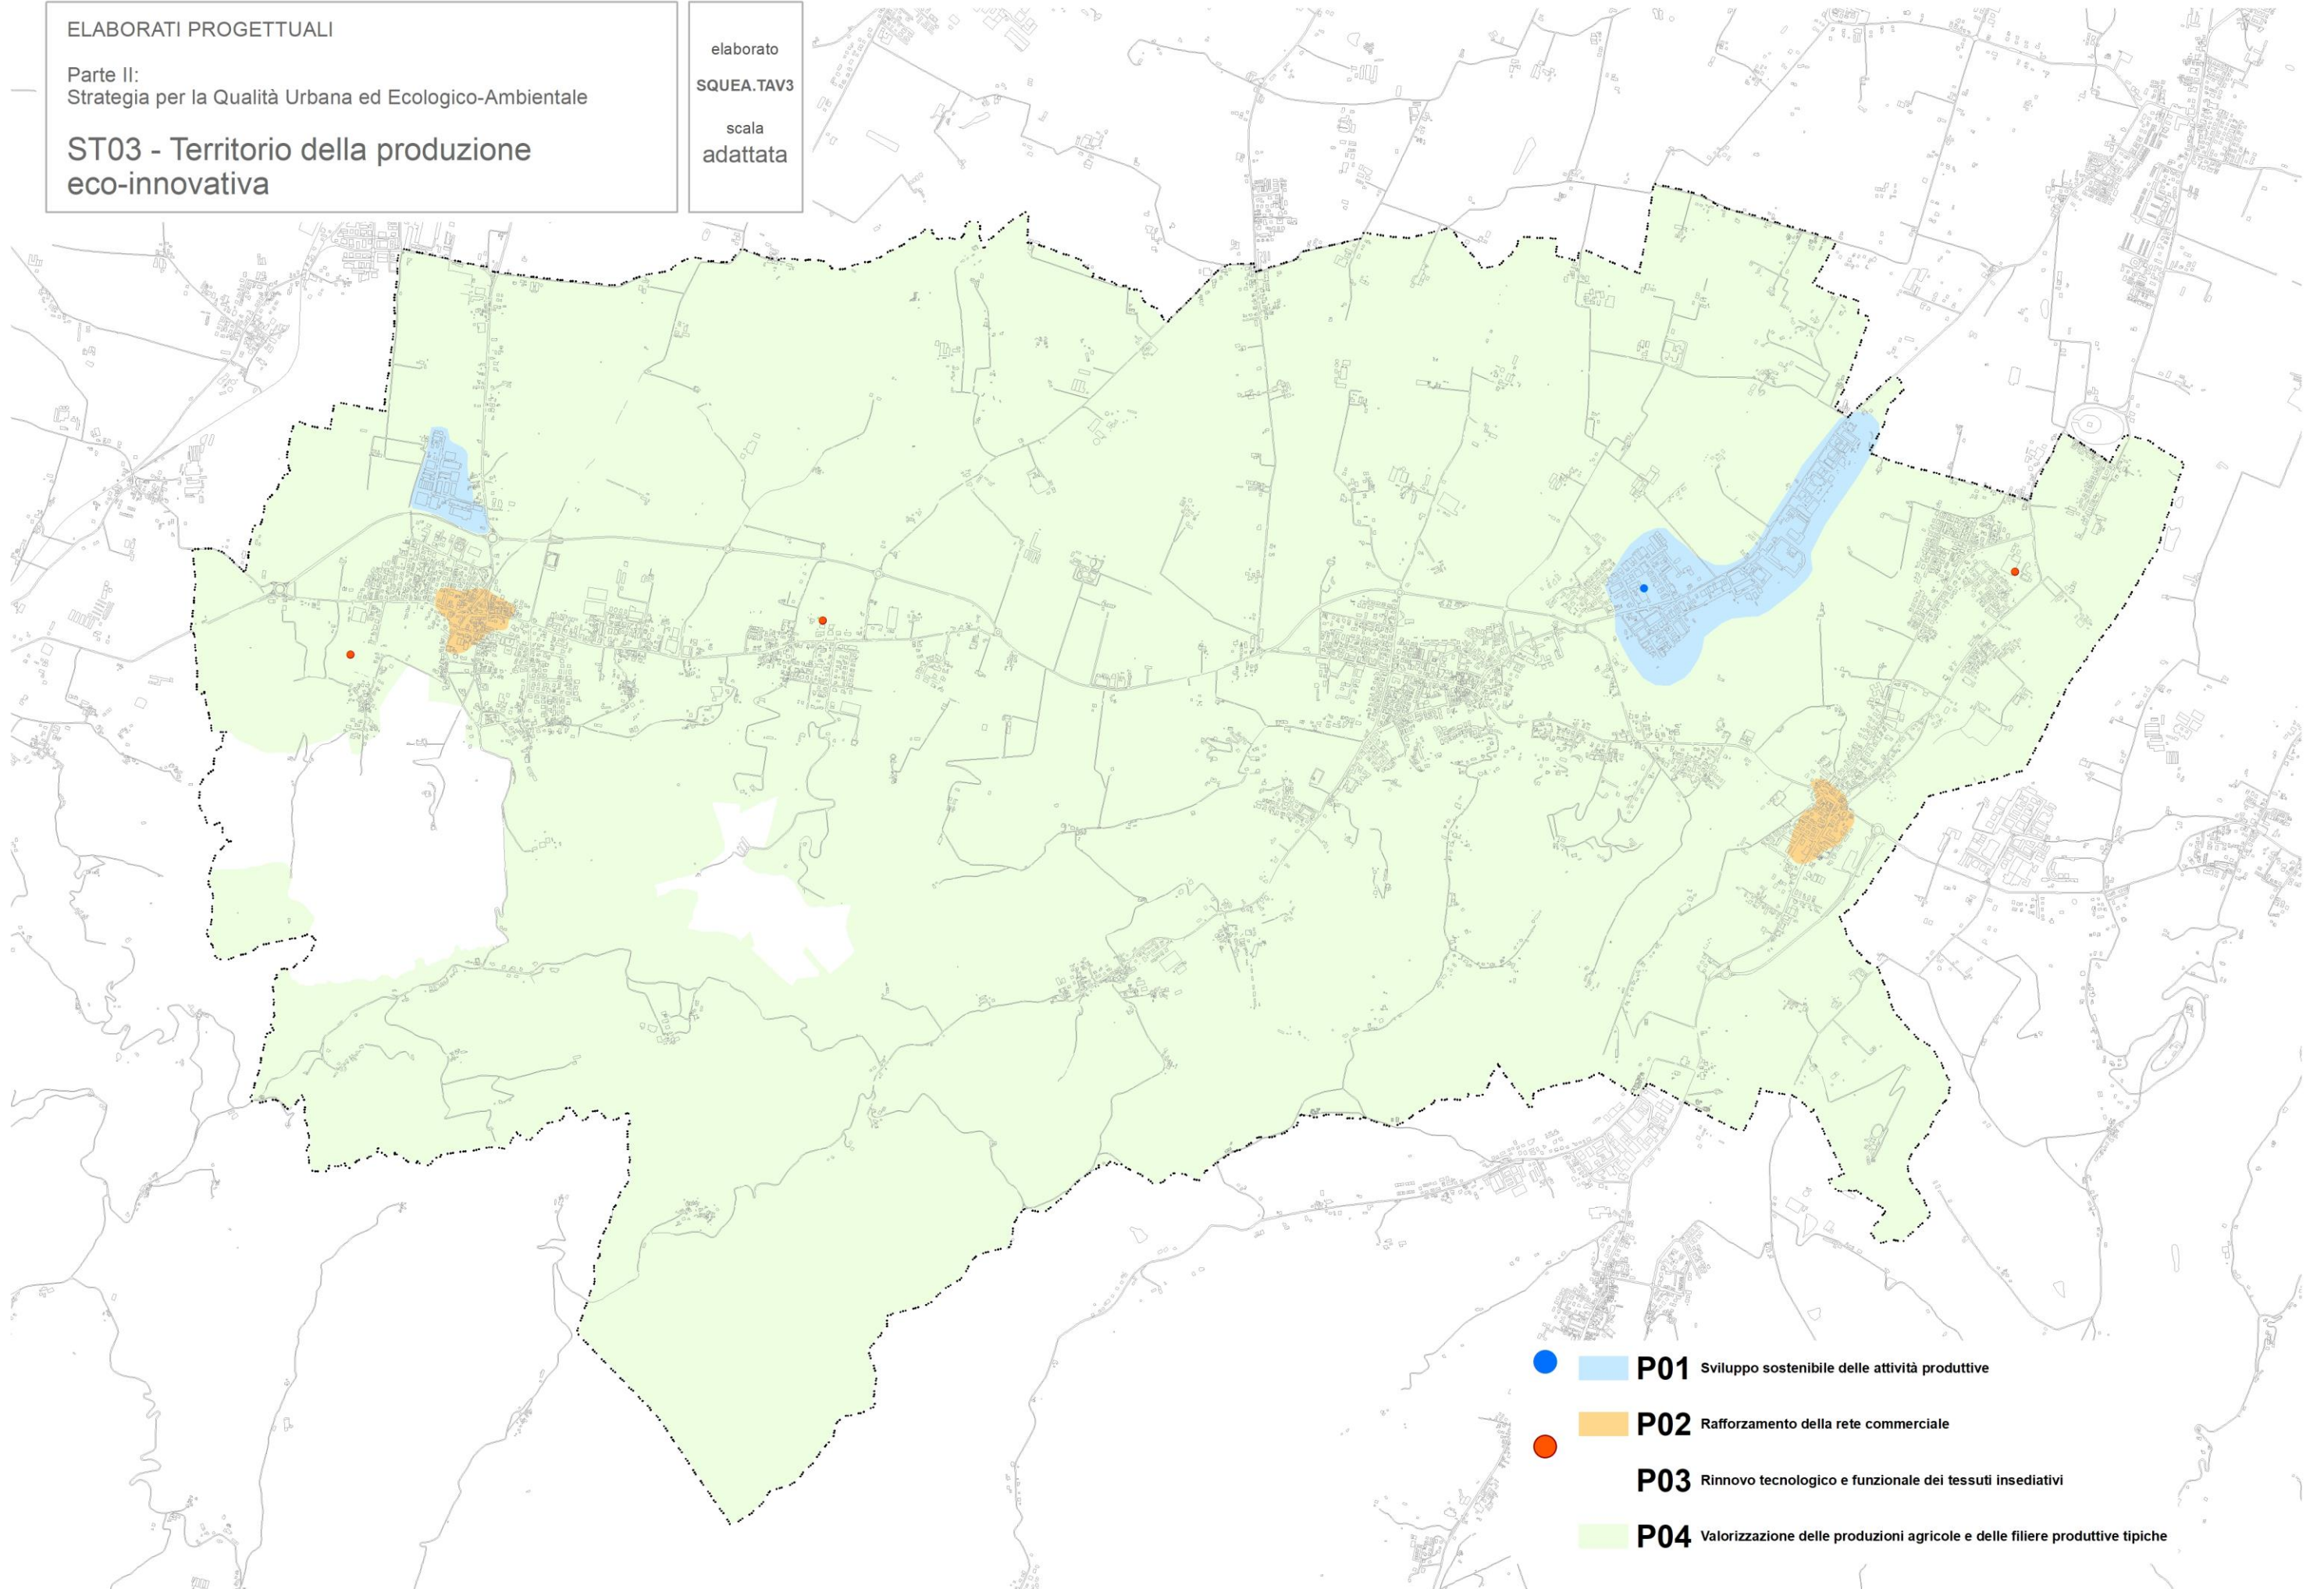 ELABORATI PROGETTUALI
Parte II:
Strategia per la Qualità Urbana ed Ecologico-Ambientale
ST03 - Territorio della produzione
eco-innovativa
elaborato
SQUEA.TAV3
scala
adattata
P01 Sviluppo sostenibile delle attività produttive
P02 Rafforzamento della rete commerciale
P03 Rinnovo tecnologico e funzionale dei tessuti insediativi
P04 Valorizzazione delle produzioni agricole e delle filiere produttive tipiche